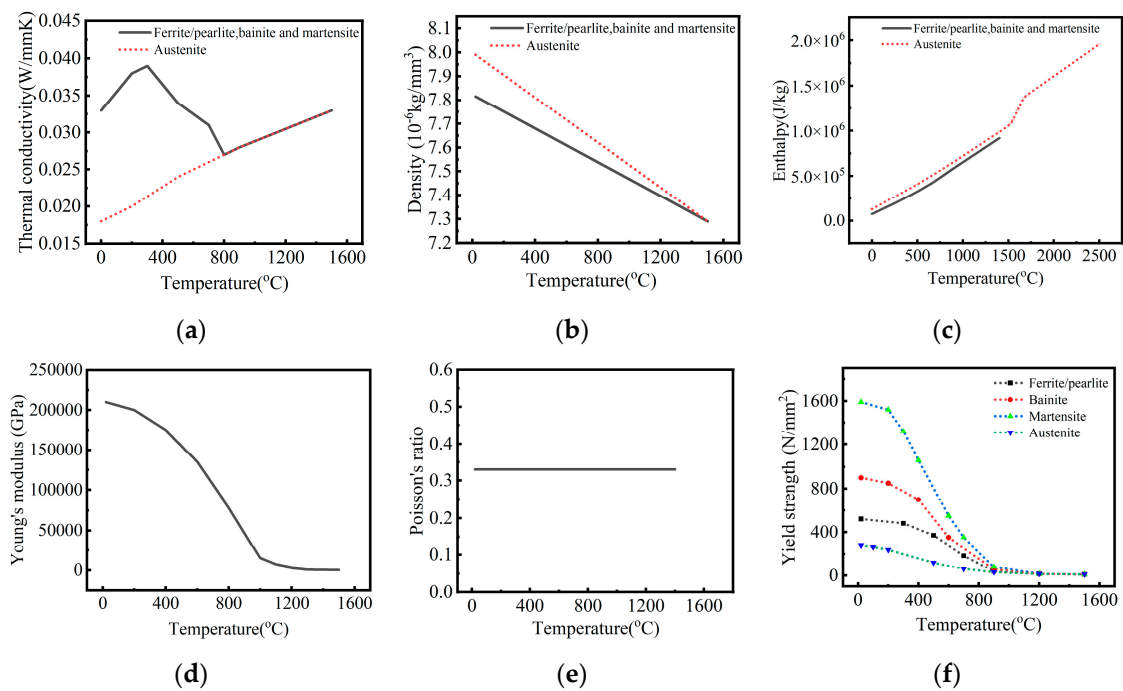 Thermal conductivity(W/mmK)
0.045
0.040
0.035
0.030
0.025
0.020
0.015
Ferrite/pearlite,bainite and martensite
Austenite
0 400 800 1200 1600
Temperature(°C)
(a)
Density (10-6kg/mm3)
8.1
8.0
7.9
7.8
7.7
7.6
7.5
7.4
7.3
7.2
Ferrite/pearlite,bainite and martensite
Austenite
0 400 800 1200 1600
Temperature(°C)
(b)
Enthalpy(J/kg)
2.0×10⁶
1.5×10⁶
1.0×10⁶
5.0×10⁵
0.0
Ferrite/pearlite,bainite and martensite
Austenite
0 500 1000 1500 2000 2500
Temperature(°C)
(c)
Young's modulus (GPa)
250000
200000
150000
100000
50000
0
0 400 800 1200 1600
Temperature(°C)
(d)
Poisson's ratio
0.6
0.5
0.4
0.3
0.2
0.1
0.0
0 400 800 1200 1600
Temperature(°C)
(e)
Yield strength (N/mm²)
1600
1200
800
400
0
Ferrite/pearlite
Bainite
Martensite
Austenite
0 400 800 1200 1600
Temperature(°C)
(f)